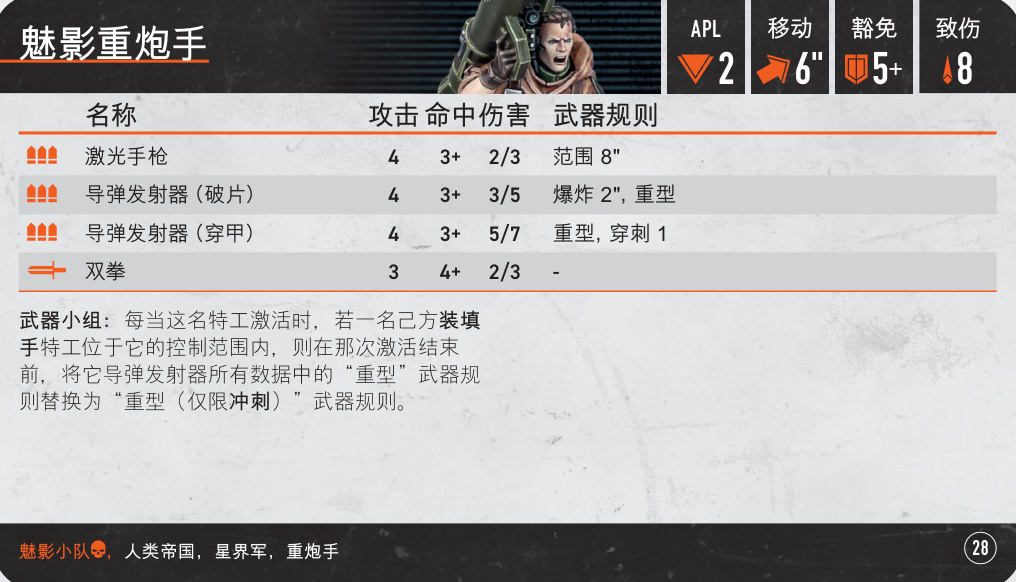 魅影重炮手
APL 移动 豁免 致伤
2 6" 5+ 8
名称 攻击 命中 伤害 武器规则
激光手枪 4 3+ 2/3 范围 8"
导弹发射器（破片） 4 3+ 3/5 爆炸 2", 重型
导弹发射器（穿甲） 4 3+ 5/7 重型, 穿刺 1
双拳 3 4+ 2/3 -
武器小组：每当这名特工激活时，若一名己方装填
手特工位于它的控制范围内，则在那次激活结束
前，将它导弹发射器所有数据中的“重型”武器规
则替换为“重型（仅限冲刺）”武器规则。
魅影小队，人类帝国，星界军，重炮手
28